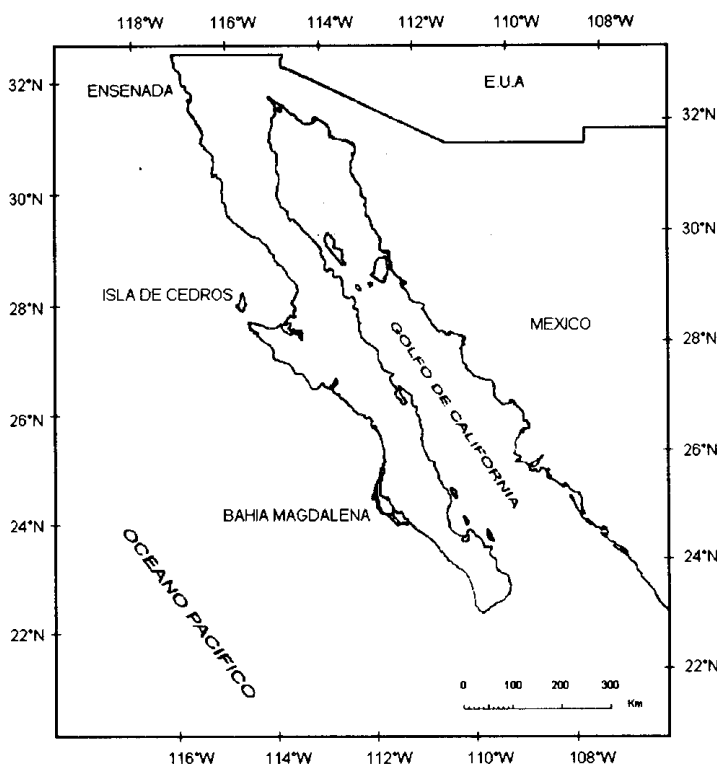 118°W 116°W 114°W 112°W 110°W 108°W
32°N
ENSENADA
E.U.A
32°N
30°N
30°N
ISLA DE CEDROS
28°N
MEXICO
28°N
GOLFO DE CALIFORNIA
26°N
26°N
BAHIA MAGDALENA
24°N
24°N
OCEANO PACIFICO
22°N
22°N
0 100 200 300
Km
116°W 114°W 112°W 110°W 108°W